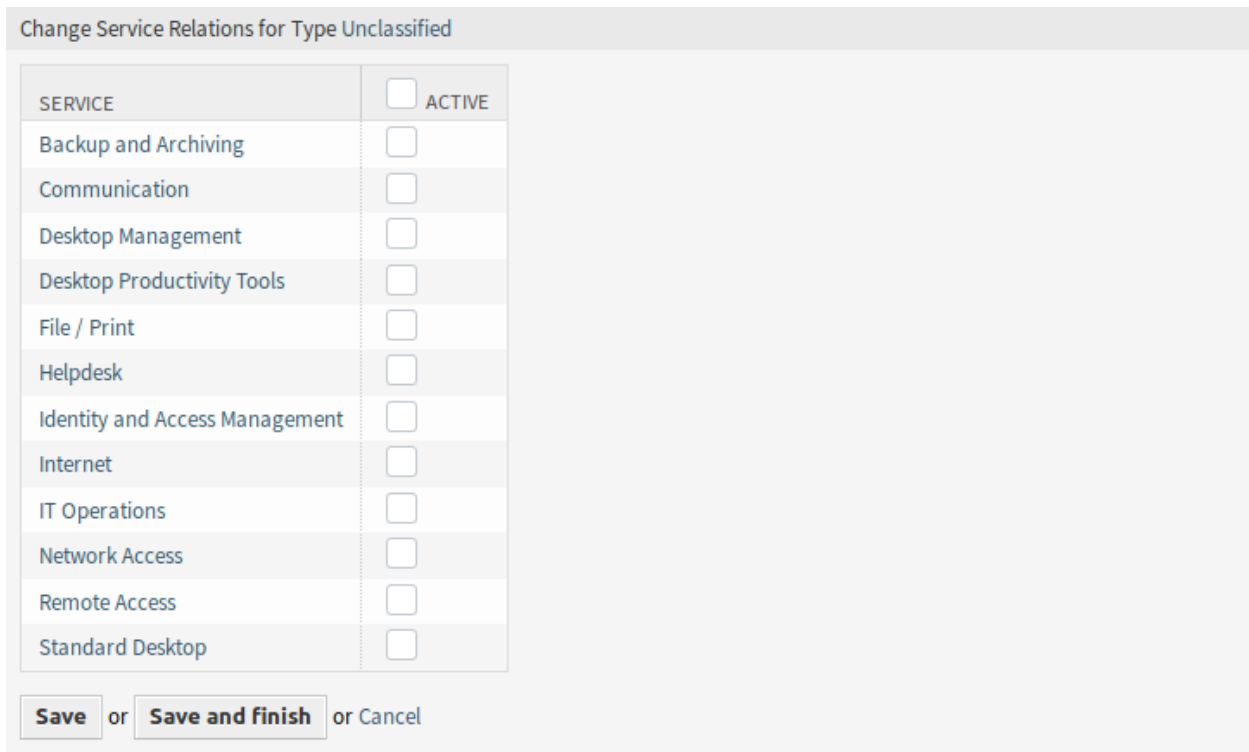 Change Service Relations for Type Unclassified
SERVICE ACTIVE
Backup and Archiving
Communication
Desktop Management
Desktop Productivity Tools
File / Print
Helpdesk
Identity and Access Management
Internet
IT Operations
Network Access
Remote Access
Standard Desktop
Save or Save and finish or Cancel